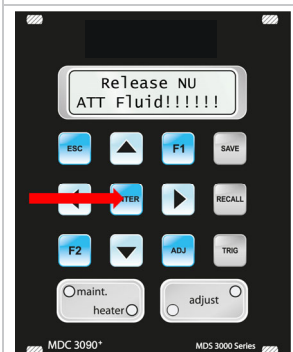 Release NU
ATT Fluid!!!!!!
ESC
F1
SAVE
NTER
RECALL
F2
ADJ
TRIG
maint.
heater
adjust
MDC 3090+
MDS 3000 Series